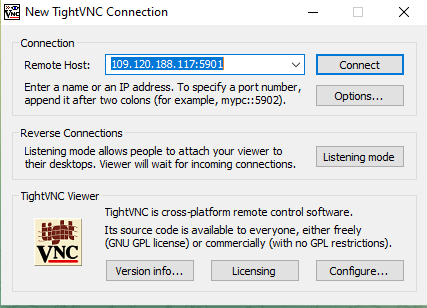 New TightVNC Connection
Connection
Remote Host: 109.120.188.117:5901
Connect
Enter a name or an IP address. To specify a port number,
append it after two colons (for example, mypc::5902).
Options...
Reverse Connections
Listening mode allows people to attach your viewer to
their desktops. Viewer will wait for incoming connections.
Listening mode
TightVNC Viewer
tight
VNC
TightVNC is cross-platform remote control software.
Its source code is available to everyone, either freely
(GNU GPL license) or commercially (with no GPL restrictions).
Version info...
Licensing
Configure...